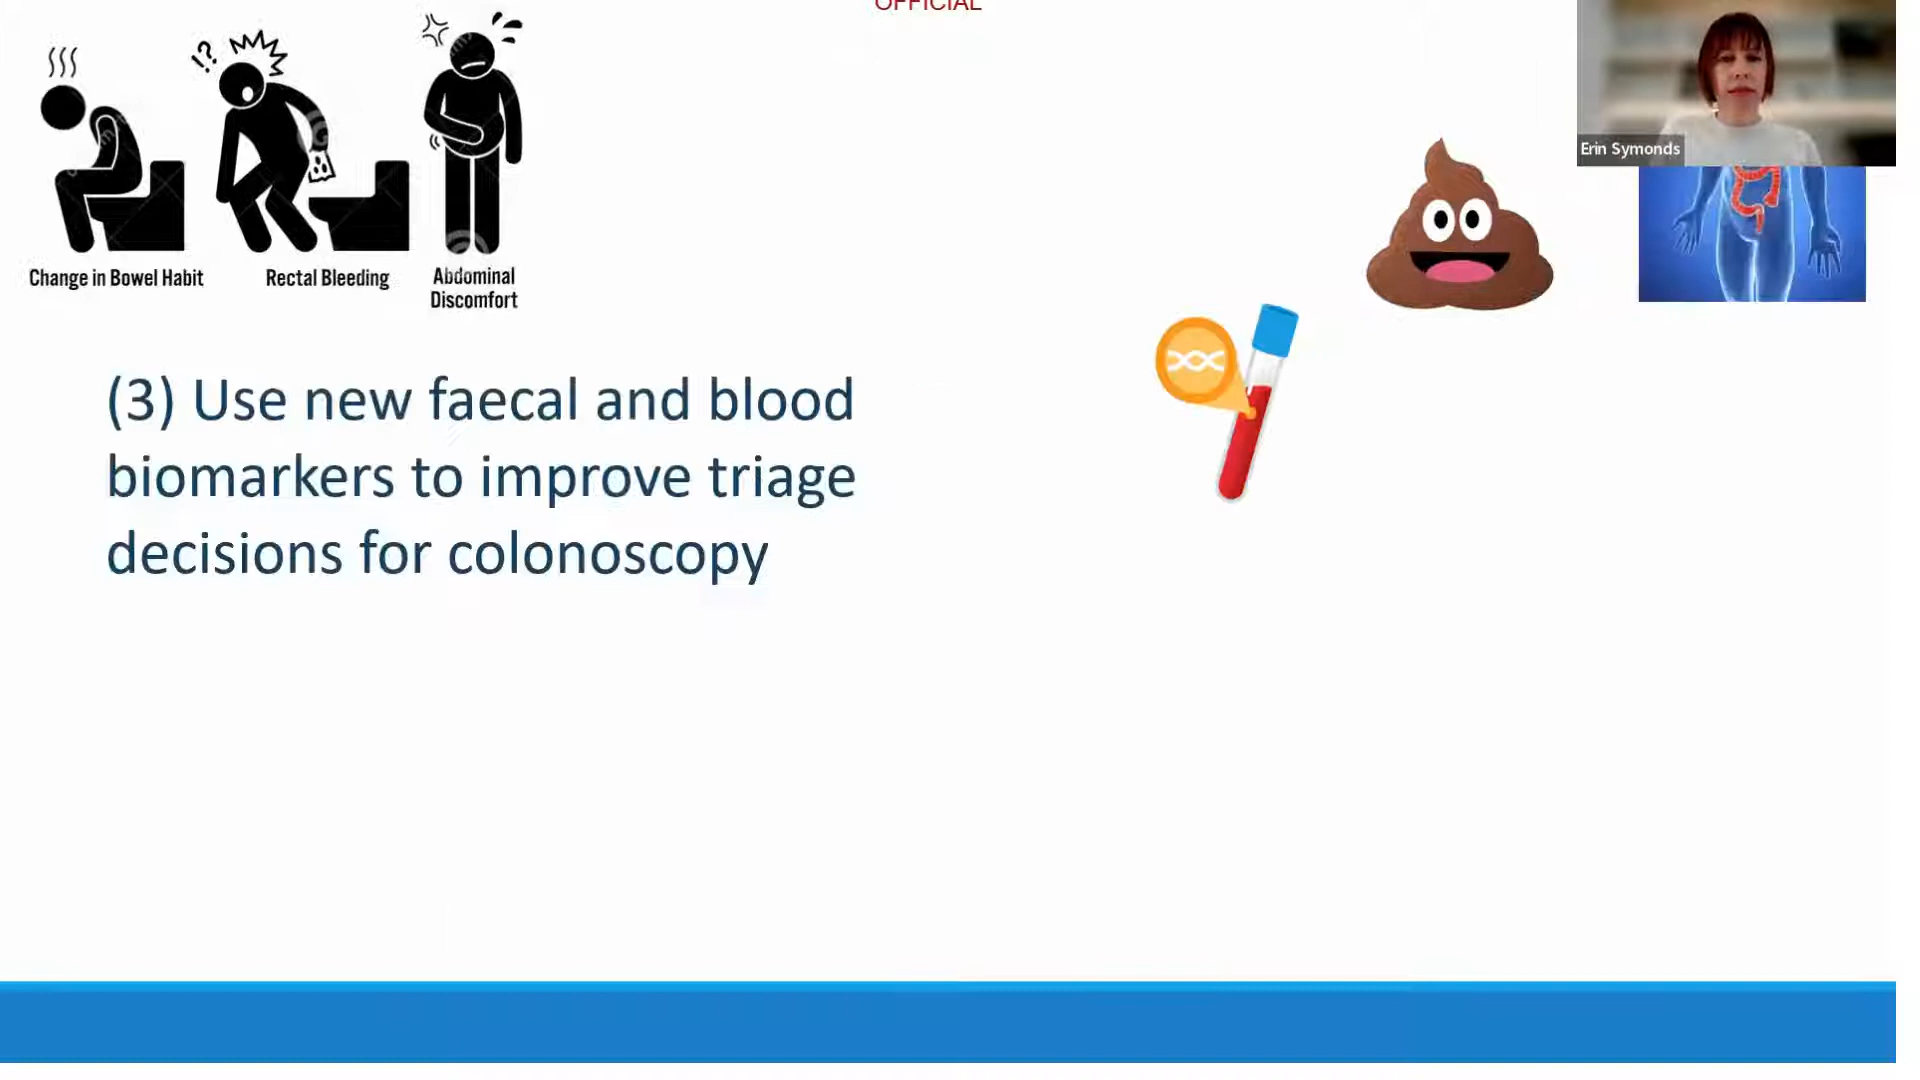 OFFICIAL
!?
Erin Symonds
Change in Bowel Habit
Rectal Bleeding
Abdominal
Discomfort
(3) Use new faecal and blood
biomarkers to improve triage
decisions for colonoscopy